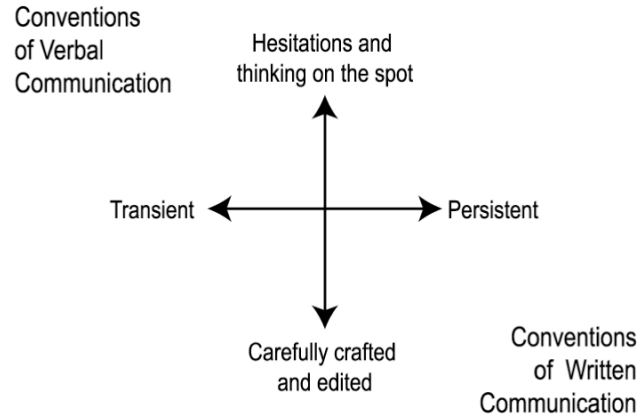 Conventions
of Verbal
Communication
Hesitations and
thinking on the spot
Transient
Persistent
Carefully crafted
and edited
Conventions
of Written
Communication